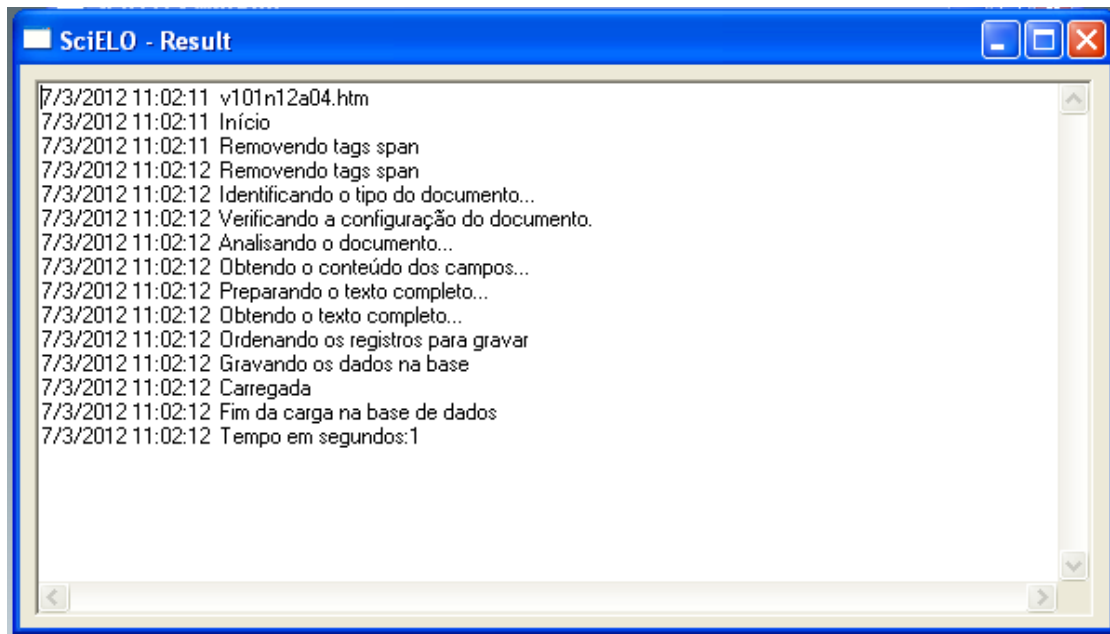 SciELO - Result
7/3/2012 11:02:11 v101n12a04.htm
7/3/2012 11:02:11 Início
7/3/2012 11:02:11 Removendo tags span
7/3/2012 11:02:12 Removendo tags span
7/3/2012 11:02:12 Identificando o tipo do documento...
7/3/2012 11:02:12 Verificando a configuração do documento.
7/3/2012 11:02:12 Analisando o documento...
7/3/2012 11:02:12 Obtendo o conteúdo dos campos...
7/3/2012 11:02:12 Preparando o texto completo...
7/3/2012 11:02:12 Obtendo o texto completo...
7/3/2012 11:02:12 Ordenando os registros para gravar
7/3/2012 11:02:12 Gravando os dados na base
7/3/2012 11:02:12 Carregada
7/3/2012 11:02:12 Fim da carga na base de dados
7/3/2012 11:02:12 Tempo em segundos:1